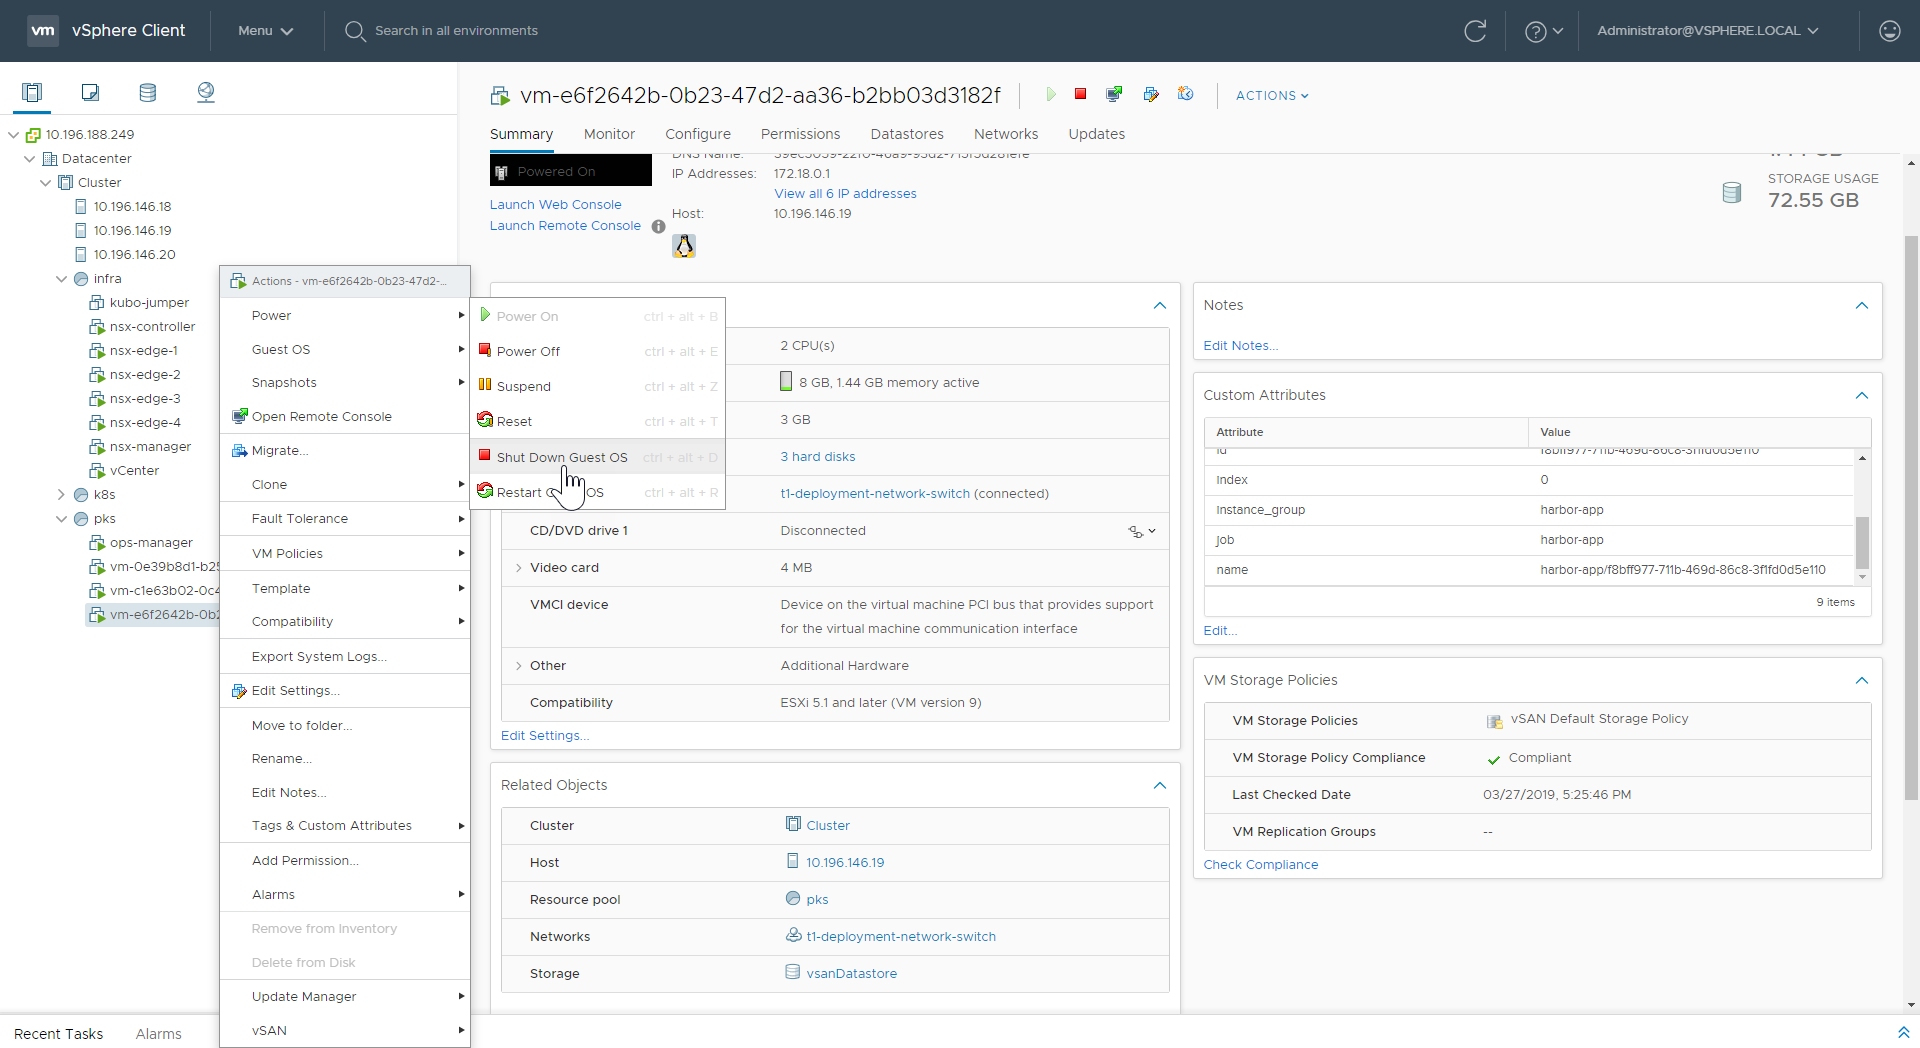 vm vSphere Client Menu Search in all environments Administrator@VSPHERE.LOCAL
vm-e6f2642b-0b23-47d2-aa36-b2bb03d3182f ACTIONS
Summary Monitor Configure Permissions Datastores Networks Updates
10.196.188.249
Datacenter
Cluster
10.196.146.18
10.196.146.19
10.196.146.20
infra
kubo-jumper
nsx-controller
nsx-edge-1
nsx-edge-2
nsx-edge-3
nsx-edge-4
nsx-manager
vCenter
k8s
pks
ops-manager
vm-0e39b8d1-b25
vm-c1e63b02-0c4
vm-e6f2642b-0b2
Actions - vm-e6f2642b-0b23-47d2-...
Power
Guest OS
Snapshots
Open Remote Console
Migrate...
Clone
Fault Tolerance
VM Policies
Template
Compatibility
Export System Logs...
Edit Settings...
Move to folder...
Rename...
Edit Notes...
Tags & Custom Attributes
Add Permission...
Alarms
Remove from Inventory
Delete from Disk
Update Manager
vSAN
Power On ctrl + alt + B
Power Off ctrl + alt + E
Suspend ctrl + alt + Z
Reset ctrl + alt + T
Shut Down Guest OS ctrl + alt + D
Restart OS ctrl + alt + R
Powered On
Launch Web Console
Launch Remote Console
DNS Name:
IP Addresses: 172.18.0.1
View all 6 IP addresses
Host: 10.196.146.19
STORAGE USAGE
72.55 GB
2 CPU(s)
8 GB, 1.44 GB memory active
3 GB
3 hard disks
t1-deployment-network-switch (connected)
CD/DVD drive 1 Disconnected
Video card 4 MB
VMCI device Device on the virtual machine PCI bus that provides support
for the virtual machine communication interface
Other Additional Hardware
Compatibility ESXi 5.1 and later (VM version 9)
Edit Settings...
Related Objects
Cluster Cluster
Host 10.196.146.19
Resource pool pks
Networks t1-deployment-network-switch
Storage vsanDatastore
Notes
Edit Notes...
Custom Attributes
Attribute Value
id f8bff977-711b-469d-86c8-3f1fd0d5e110
index 0
instance_group harbor-app
job harbor-app
name harbor-app/f8bff977-711b-469d-86c8-3f1fd0d5e110
9 items
Edit...
VM Storage Policies
VM Storage Policies vSAN Default Storage Policy
VM Storage Policy Compliance Compliant
Last Checked Date 03/27/2019, 5:25:46 PM
VM Replication Groups --
Check Compliance
Recent Tasks Alarms